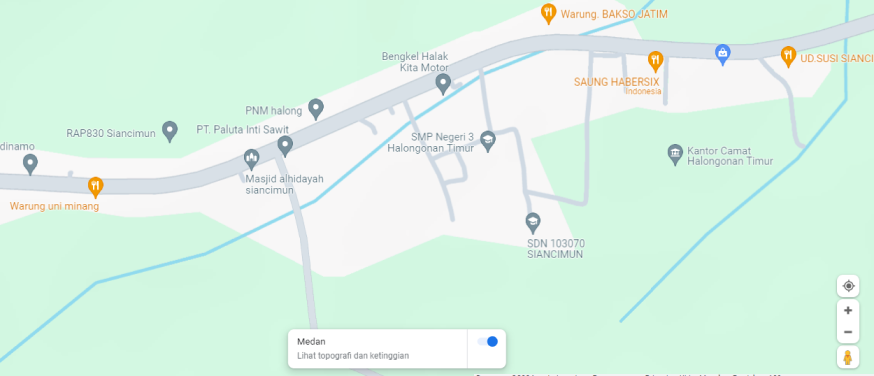 Warung. BAKSO JATIM
Bengkel Halak
Kita Motor
UD.SUSI SIANCI
SAUNG HABERSIX
Indonesia
PNM halong
RAP830 Siancimun
PT. Paluta Inti Sawit
dinamo
SMP Negeri 3
Halongonan Timur
Kantor Camat
Halongonan Timur
Masjid alhidayah
siancimun
Warung uni minang
SDN 103070
SIANCIMUN
Medan
Lihat topografi dan ketinggian